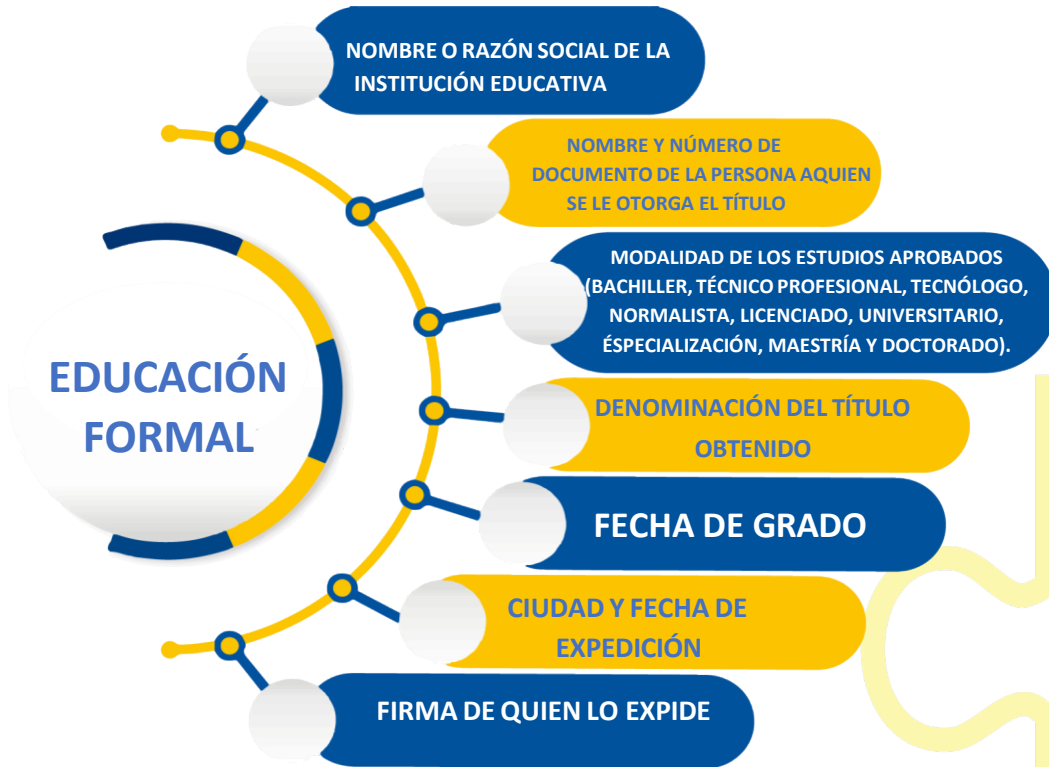 EDUCACIÓN
FORMAL
NOMBRE O RAZÓN SOCIAL DE LA
INSTITUCIÓN EDUCATIVA
NOMBRE Y NÚMERO DE
DOCUMENTO DE LA PERSONA AQUIEN
SE LE OTORGA EL TÍTULO
MODALIDAD DE LOS ESTUDIOS APROBADOS
(BACHILLER, TÉCNICO PROFESIONAL, TECNÓLOGO,
NORMALISTA, LICENCIADO, UNIVERSITARIO,
ÉSPECIALIZACIÓN, MAESTRÍA Y DOCTORADO).
DENOMINACIÓN DEL TÍTULO
OBTENIDO
FECHA DE GRADO
CIUDAD Y FECHA DE
EXPEDICIÓN
FIRMA DE QUIEN LO EXPIDE